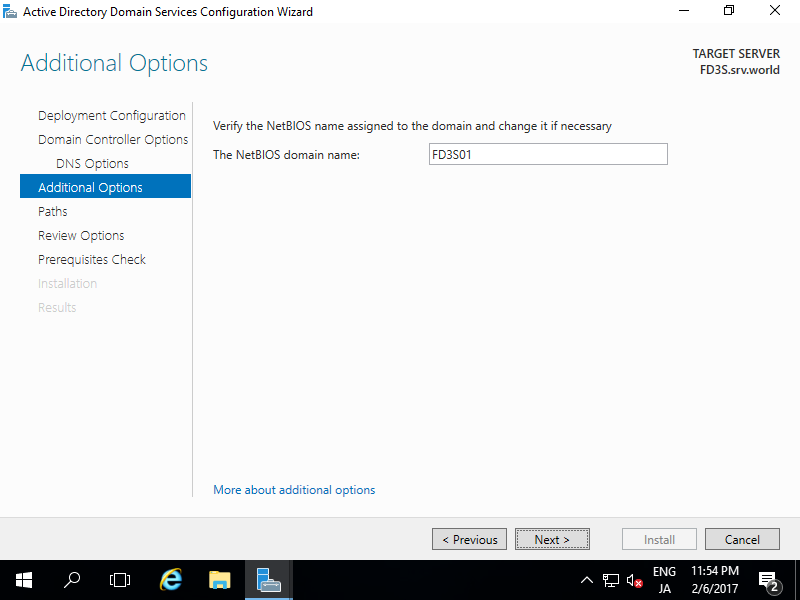 Active Directory Domain Services Configuration Wizard
Additional Options
TARGET SERVER
FD3S.srv.world
Deployment Configuration
Domain Controller Options
DNS Options
Additional Options
Paths
Review Options
Prerequisites Check
Installation
Results
Verify the NetBIOS name assigned to the domain and change it if necessary
The NetBIOS domain name: FD3S01
More about additional options
< Previous Next > Install Cancel
ENG 11:54 PM
JA 2/6/2017 2